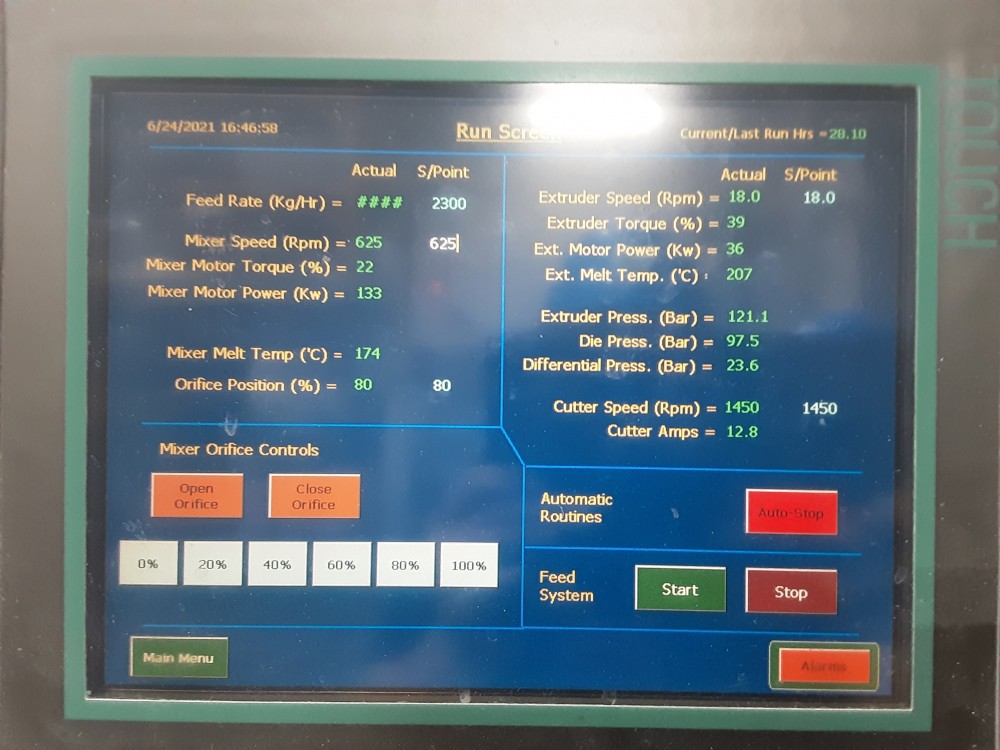 6/24/2021 16:46:58
Run Screen
Current/Last Run Hrs = 28.10
Actual S/Point
Feed Rate (Kg/Hr) = #### 2300
Mixer Speed (Rpm) = 625 625
Mixer Motor Torque (%) = 22
Mixer Motor Power (Kw) = 133
Mixer Melt Temp ('C) = 174
Orifice Position (%) = 80 80
Mixer Orifice Controls
Open
Orifice
Close
Orifice
0% 20% 40% 60% 80% 100%
Main Menu
Actual S/Point
Extruder Speed (Rpm) = 18.0 18.0
Extruder Torque (%) = 39
Ext. Motor Power (Kw) = 36
Ext. Melt Temp. ('C) : 207
Extruder Press. (Bar) = 121.1
Die Press. (Bar) = 97.5
Differential Press. (Bar) = 23.6
Cutter Speed (Rpm) = 1450 1450
Cutter Amps = 12.8
Automatic
Routines
Auto-Stop
Feed
System
Start
Stop
Alarms
TOUCH